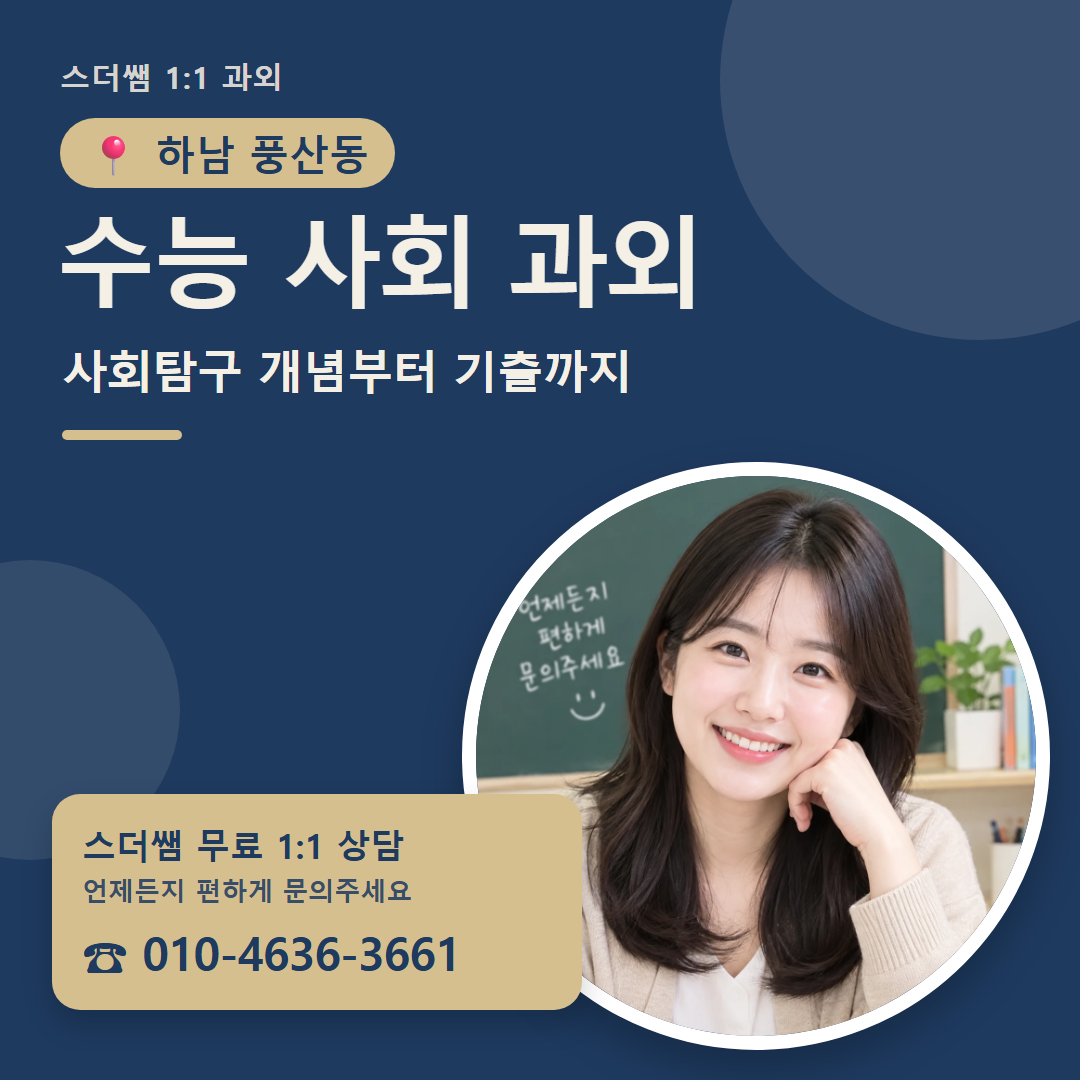 스더쌤 1:1 과외
📍 하남 풍산동
수능 사회 과외
사회탐구 개념부터 기출까지
언제든지
편하게
문의주세요
스더쌤 무료 1:1 상담
언제든지 편하게 문의주세요
☎ 010-4636-3661